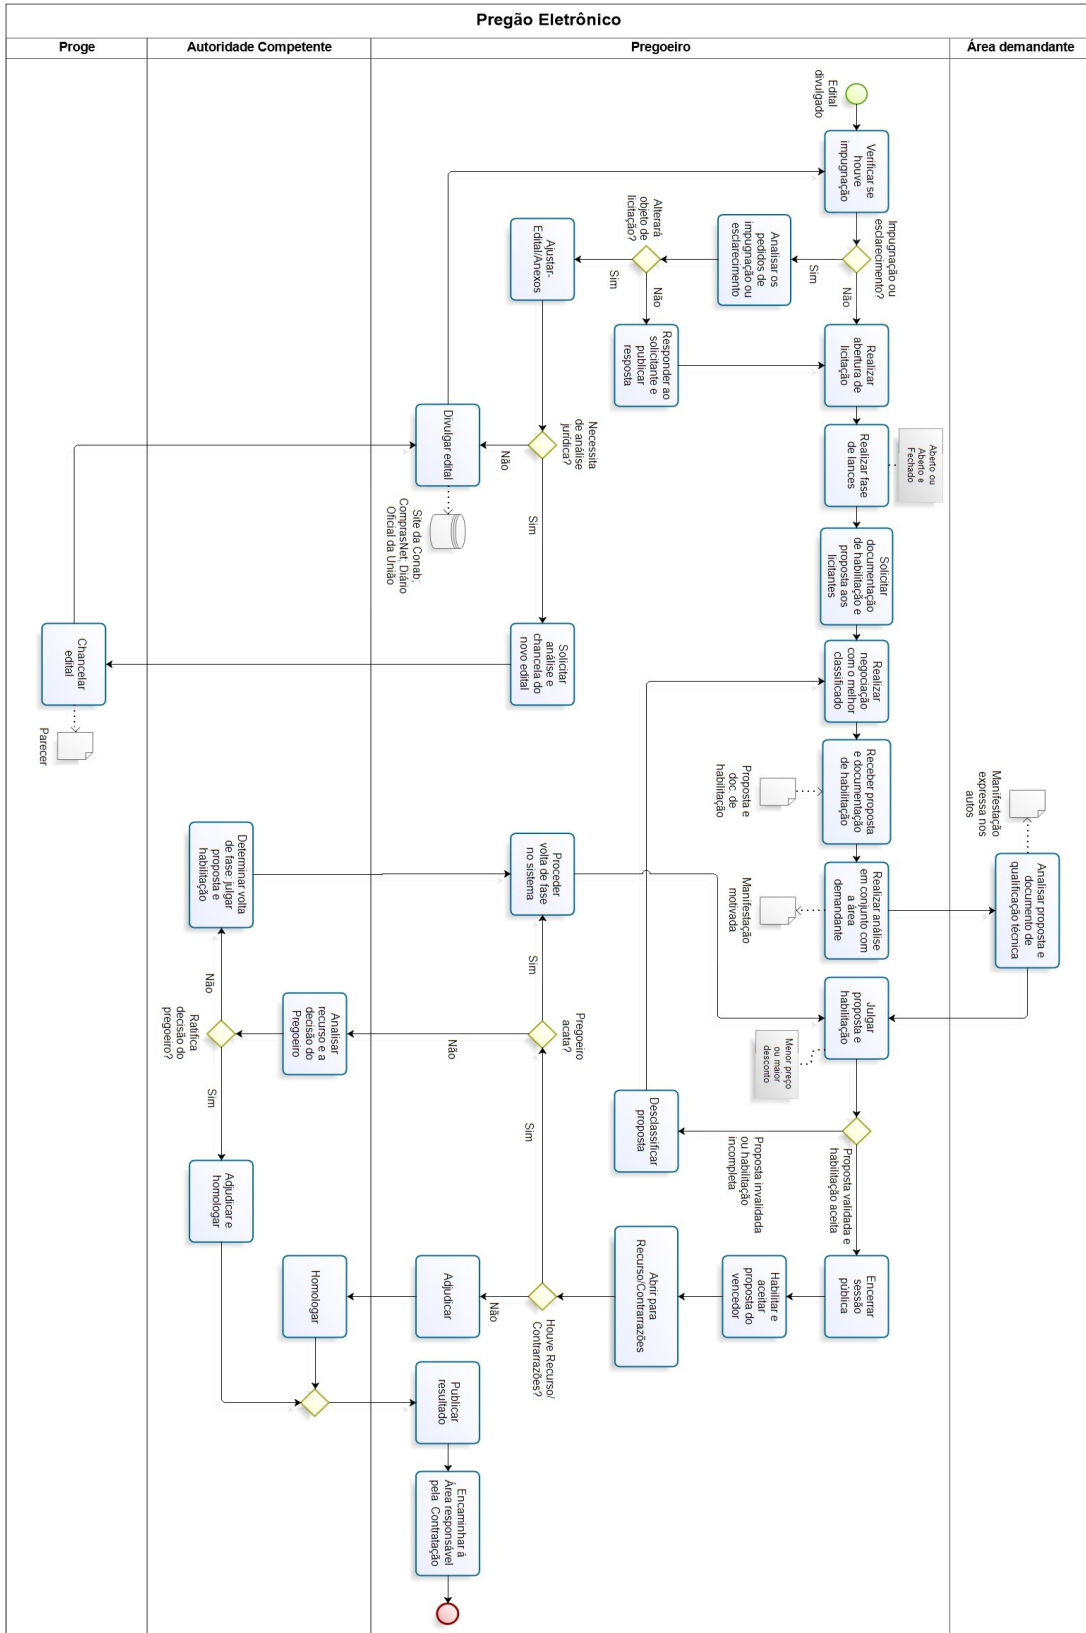 Pregão Eletrônico
Proge
Autoridade Competente
Pregoeiro
Área demandante
Edital
divulgado
Verificar se
houve
impugnação
Impugnação ou
esclarecimento?
Sim
Não
Analisar os
pedidos de
impugnação ou
esclarecimento
Alterará
objeto de
licitação?
Sim
Não
Ajustar-
Edital/Anexos
Responder ao
solicitante e
publicar
resposta
Realizar
abertura de
licitação
Necessita
de análise
jurídica?
Não
Sim
Divulgar edital
Site da Conab;
ComprasNet; Diário
Oficial da União
Realizar fase
de lances
Aberto ou
Aberto e
Fechado
Solicitar
documentação
de habilitação e
proposta aos
licitantes
Solicitar
análise e
chancela do
novo edital
Chancelar
edital
Parecer
Realizar
negociação
com o melhor
classificado
Receber proposta
e documentação
de habilitação
Proposta e
doc. de
habilitação
Realizar análise
em conjunto com
a área
demandante
Manifestação
motivada
Manifestação
expressa nos
autos
Analisar proposta e
documento de
qualificação técnica
Determinar volta
de fase: julgar
proposta e
habilitação
Proceder
volta de fase
no sistema
Julgar
proposta e
habilitação
Menor preço
ou maior
desconto
Pregoeiro
acata?
Sim
Não
Analisar
recurso e a
decisão do
Pregoeiro
Ratifica
decisão do
pregoeiro?
Não
Sim
Adjudicar e
homologar
Desclassificar
proposta
Proposta invalidada
ou habilitação
incompleta
Proposta validada e
habilitação aceita
Encerrar
sessão
pública
Habilitar e
aceitar
proposta do
vencedor
Abrir para
Recurso/Contrarrazões
Houve Recurso/
Contrarrazões?
Sim
Não
Adjudicar
Homologar
Publicar
resultado
Encaminhar à
Área responsável
pela Contratação